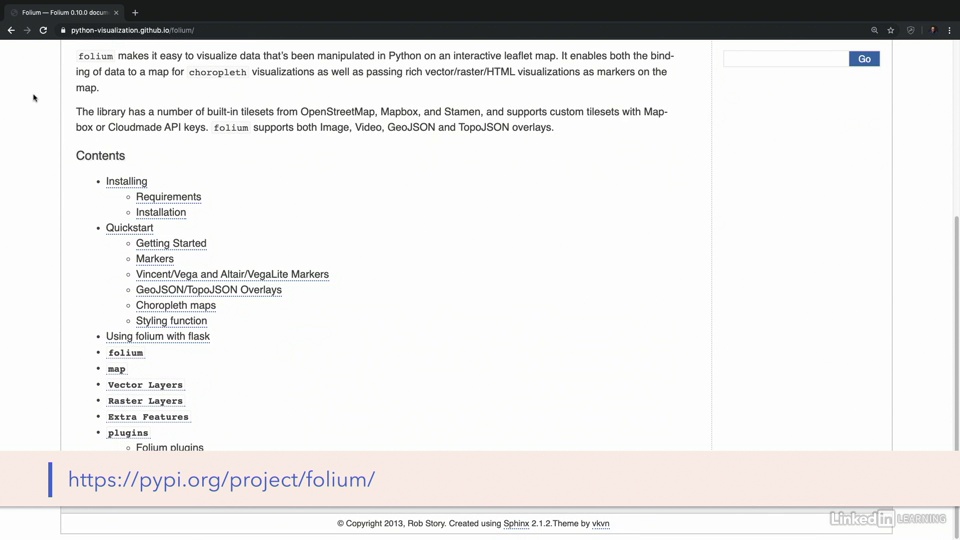 Folium — Folium 0.10.0 docum
python-visualization.github.io/folium/
folium makes it easy to visualize data that's been manipulated in Python on an interactive leaflet map. It enables both the bind-
ing of data to a map for choropleth visualizations as well as passing rich vector/raster/HTML visualizations as markers on the
map.
Go
The library has a number of built-in tilesets from OpenStreetMap, Mapbox, and Stamen, and supports custom tilesets with Map-
box or Cloudmade API keys. folium supports both Image, Video, GeoJSON and TopoJSON overlays.
Contents
• Installing
◦ Requirements
◦ Installation
• Quickstart
◦ Getting Started
◦ Markers
◦ Vincent/Vega and Altair/VegaLite Markers
◦ GeoJSON/TopoJSON Overlays
◦ Choropleth maps
◦ Styling function
• Using folium with flask
• folium
• map
• Vector Layers
• Raster Layers
• Extra Features
• plugins
◦ Folium plugins
https://pypi.org/project/folium/
© Copyright 2013, Rob Story. Created using Sphinx 2.1.2.Theme by vkvn
Linked in LEARNING